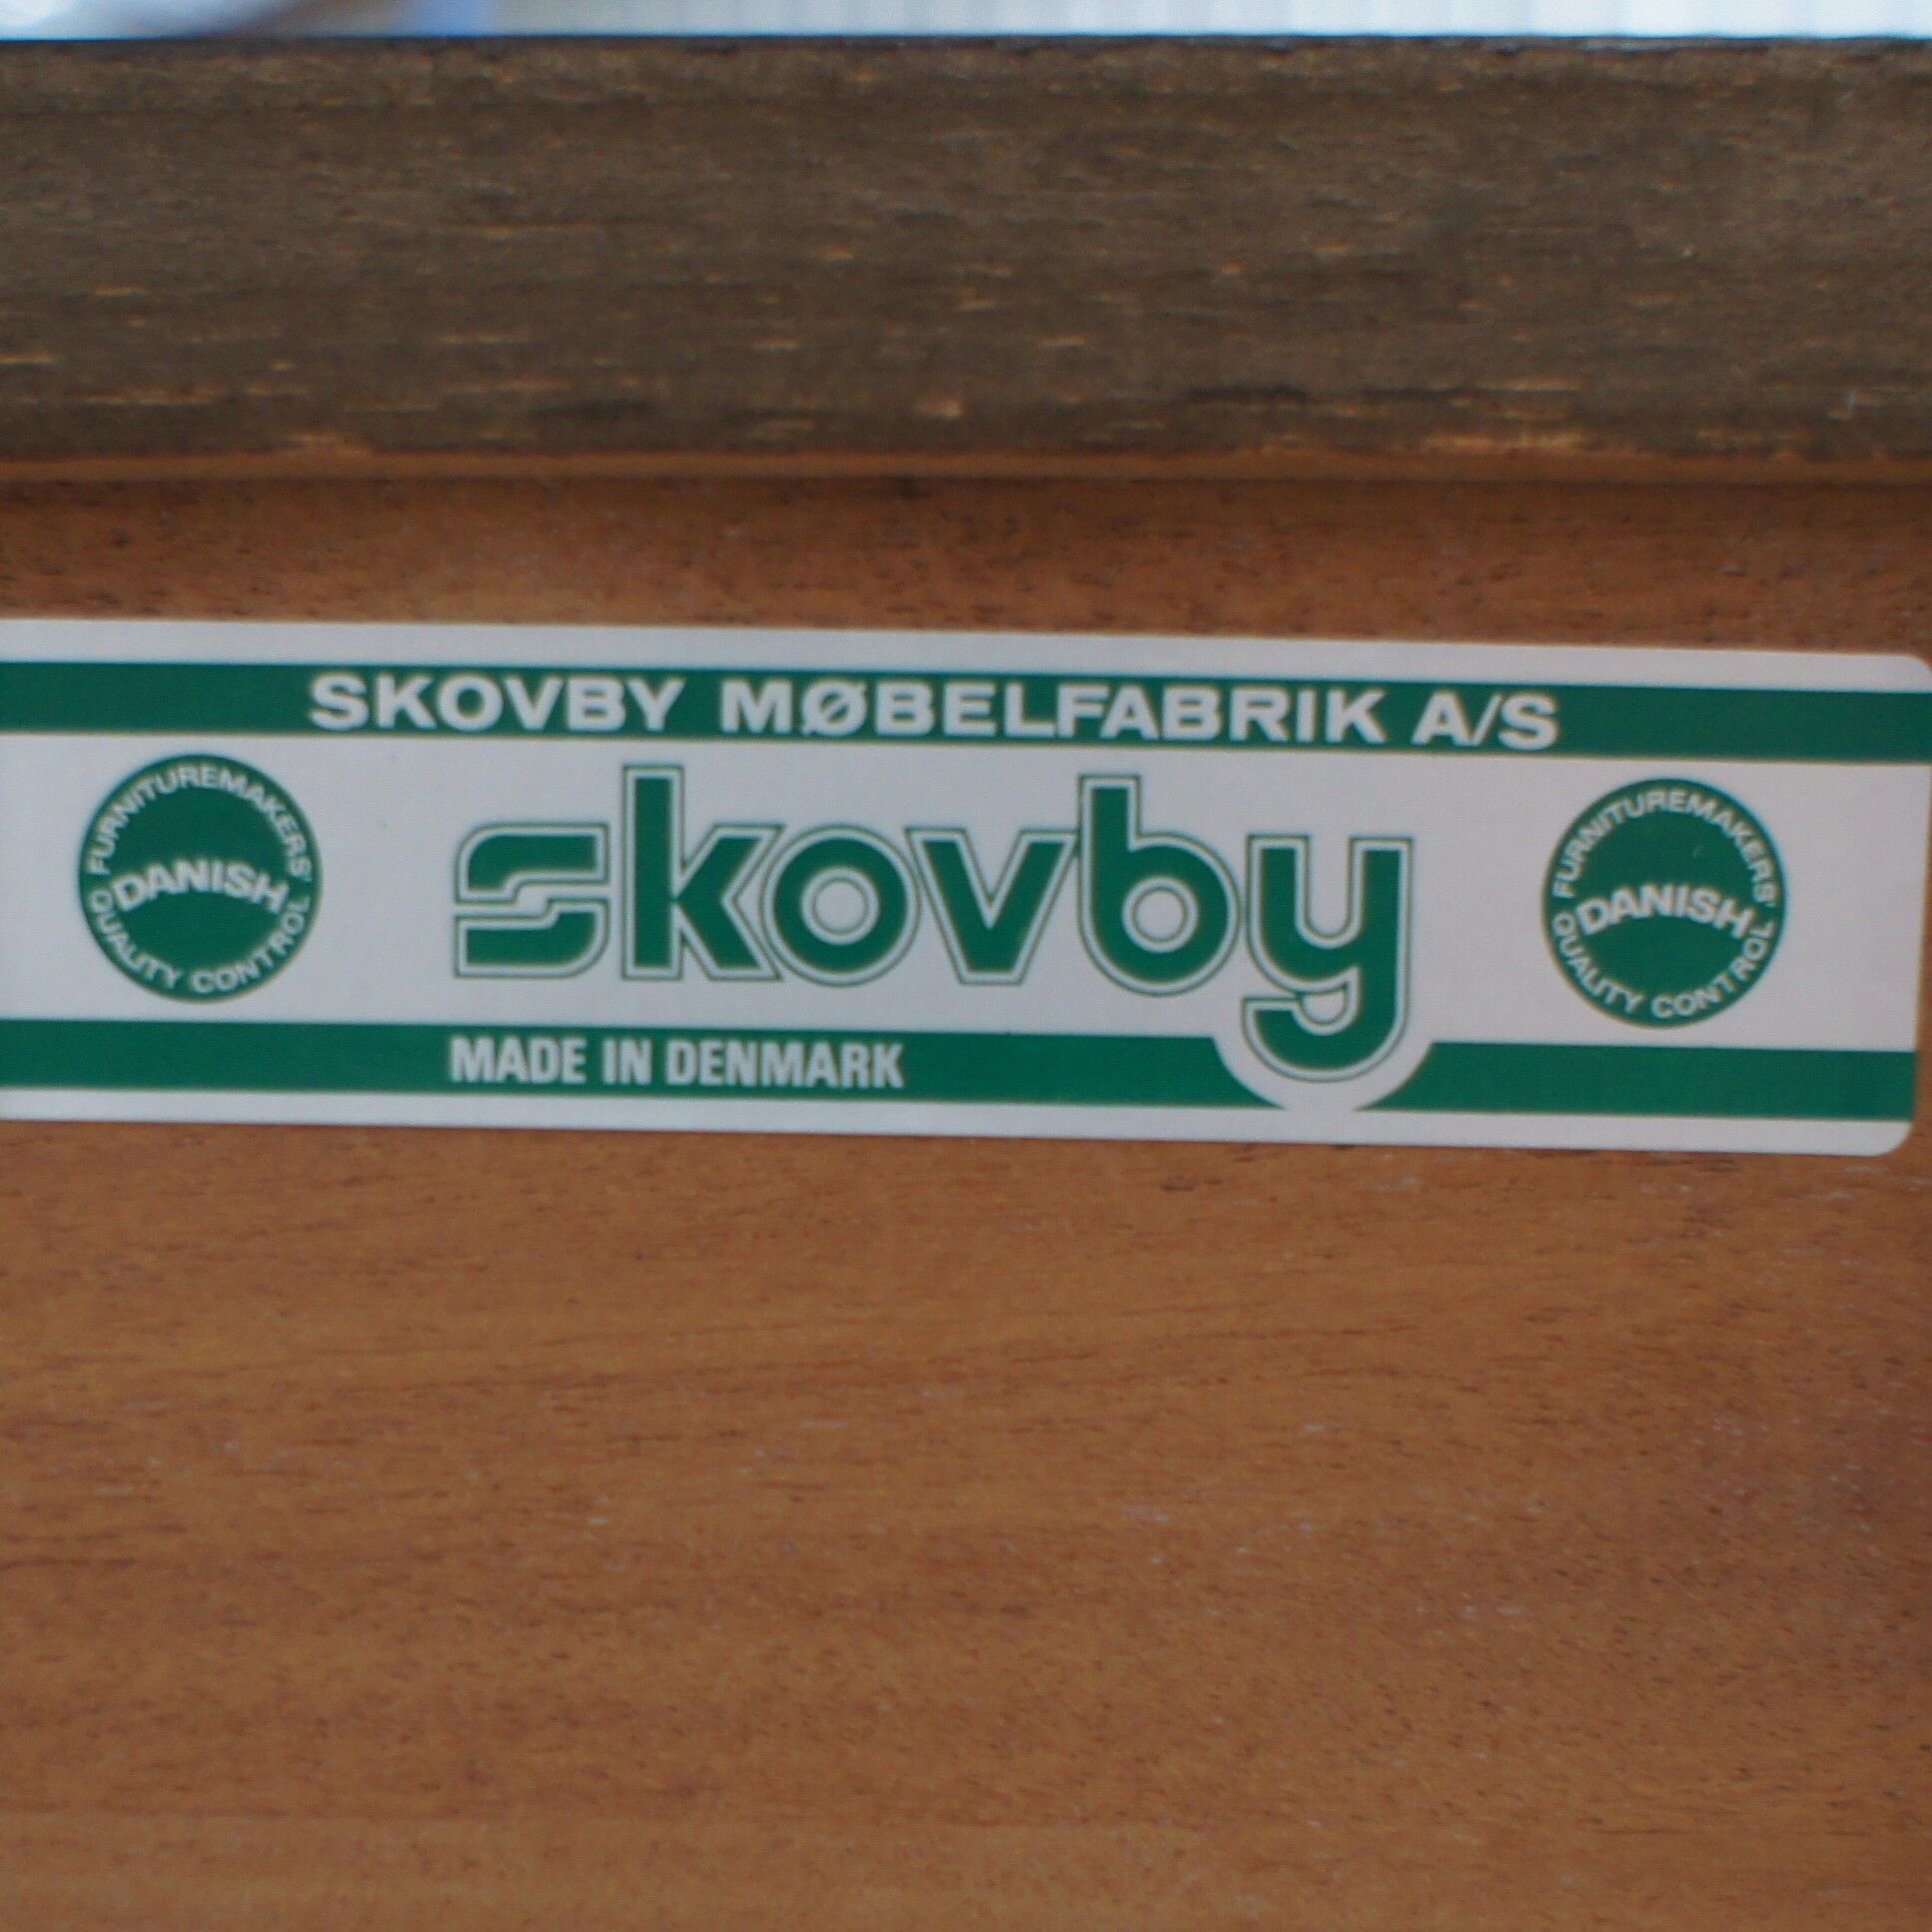 SKOVBY MØBELFABRIK A/S
FURNITUREMAKERS'
DANISH
QUALITY CONTROL
skovby
FURNITUREMAKERS'
DANISH
QUALITY CONTROL
MADE IN DENMARK